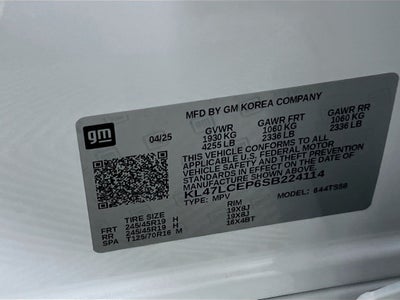 MFD BY GM KOREA COMPANY
gm
04/25
GVWR GAWR FRT GAWR RR
1930 KG 1060 KG 1060 KG
4255 LB 2336 LB 2336 LB
THIS VEHICLE CONFORMS TO ALL
APPLICABLE U.S. FEDERAL MOTOR
VEHICLE SAFETY AND THEFT PREVENTION
STANDARDS IN EFFECT ON THE DATE OF
MANUFACTURE SHOWN ABOVE.
KL47LCEP6SB224114
TYPE: MPV MODEL:
TIRE SIZE RIM
FRT 245/45R19 H 19X8J
RR 245/45R19 H 19X8J
SPA T125/70R16 M 16X4BT